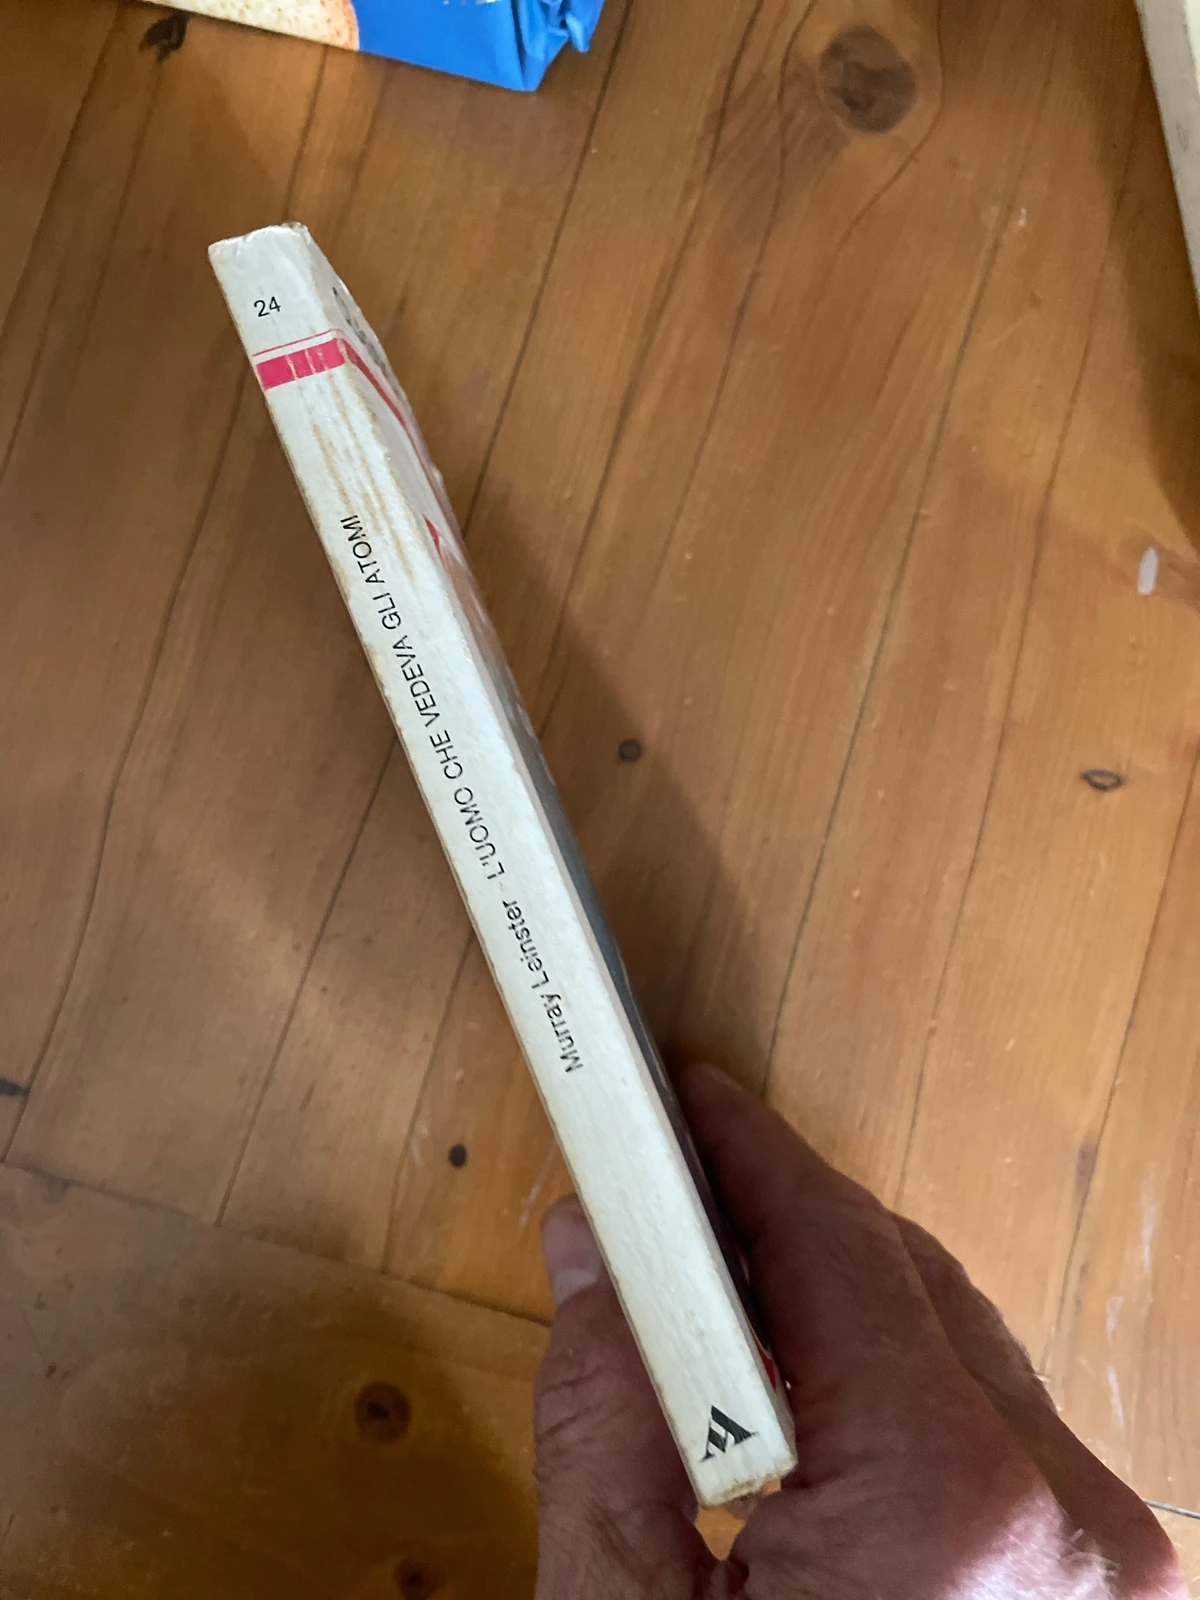 24
Murray Leinster - L'UOMO CHE VEDEVA GLI ATOMI